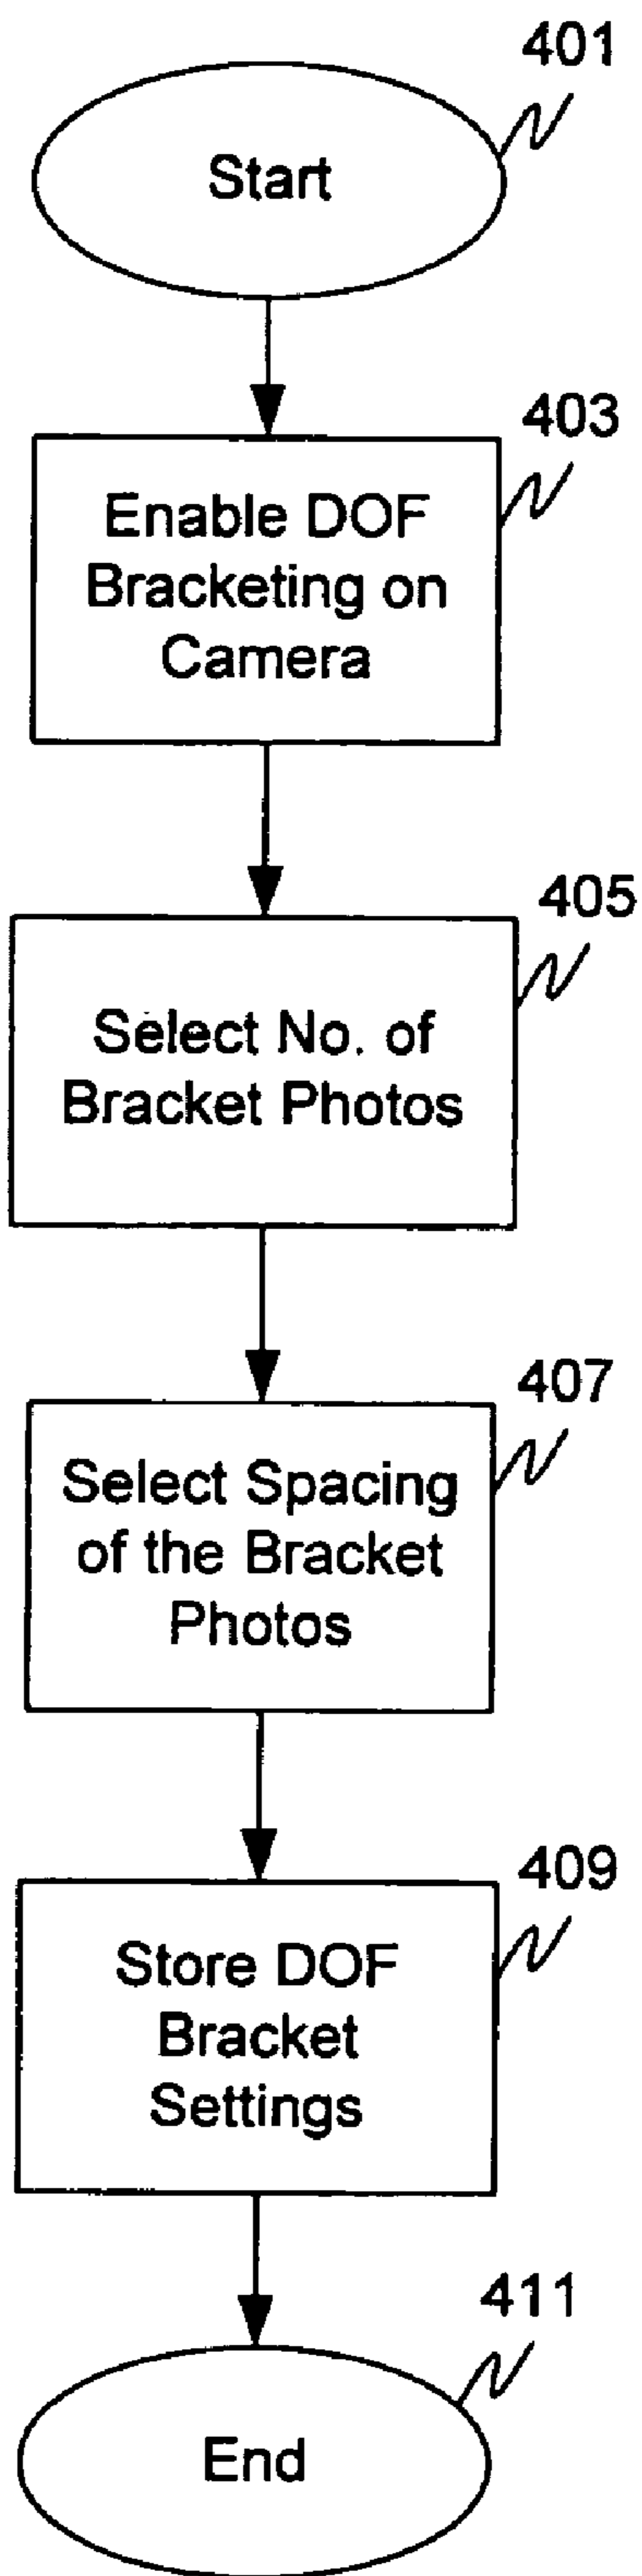 401
Start
403
Enable DOF
Bracketing on
Camera
405
Select No. of
Bracket Photos
407
Select Spacing
of the Bracket
Photos
409
Store DOF
Bracket
Settings
411
End